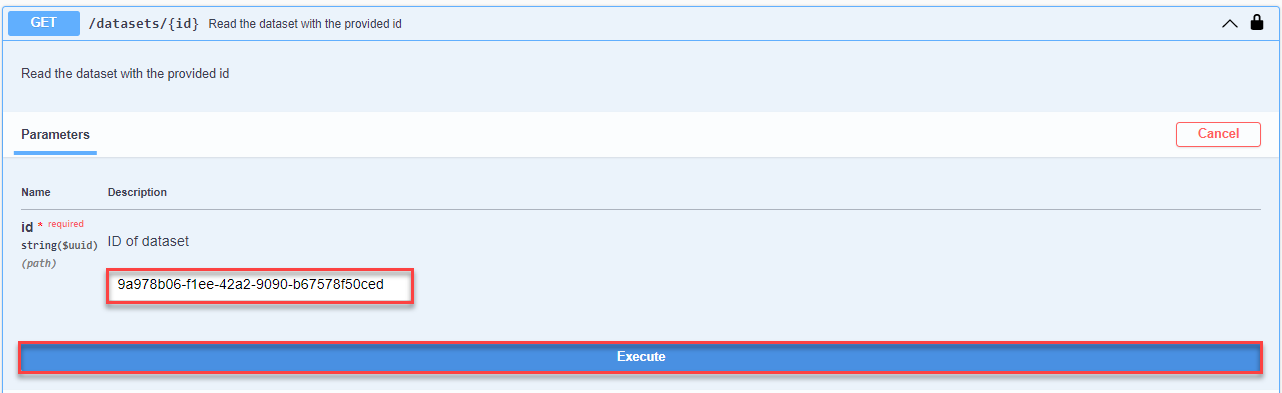 GET /datasets/{id} Read the dataset with the provided id
Read the dataset with the provided id
Parameters Cancel
Name Description
id * required
string($uuid) ID of dataset
(path)
9a978b06-f1ee-42a2-9090-b67578f50ced
Execute